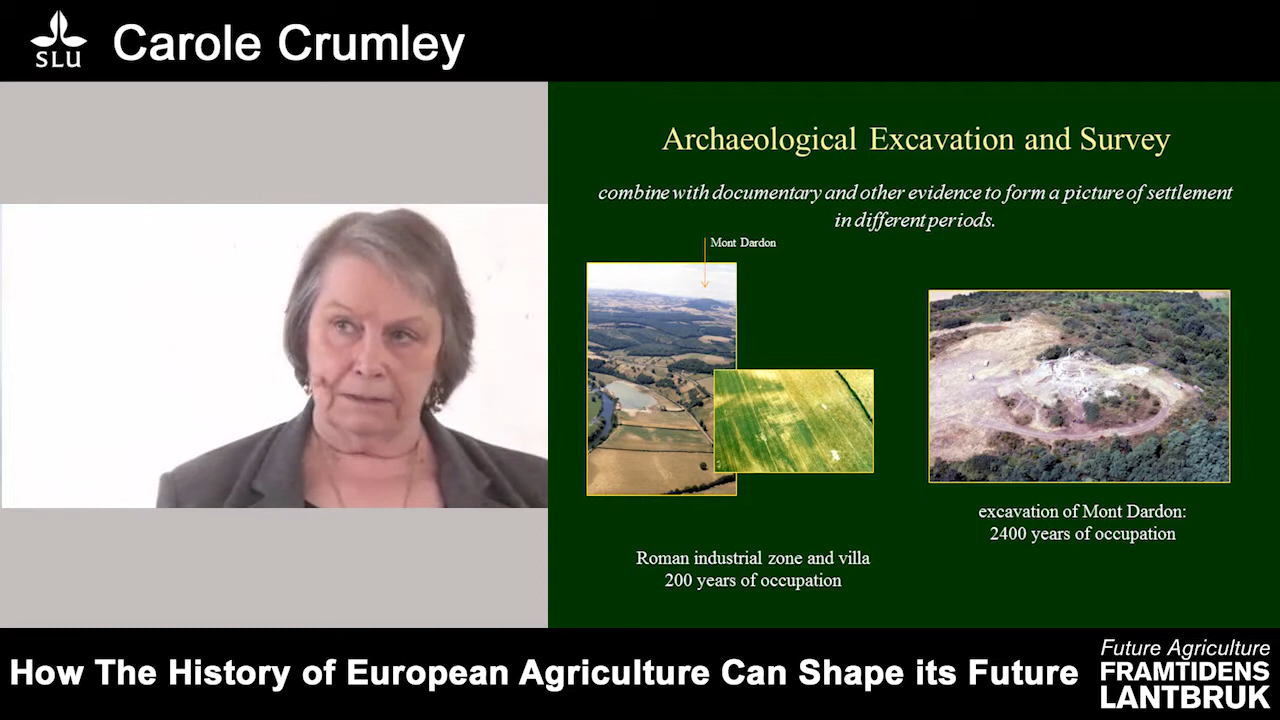 SLU
Carole Crumley
Archaeological Excavation and Survey
combine with documentary and other evidence to form a picture of settlement
in different periods.
Mont Dardon
excavation of Mont Dardon:
2400 years of occupation
Roman industrial zone and villa
200 years of occupation
How The History of European Agriculture Can Shape its Future
Future Agriculture
FRAMTIDENS
LANTBRUK